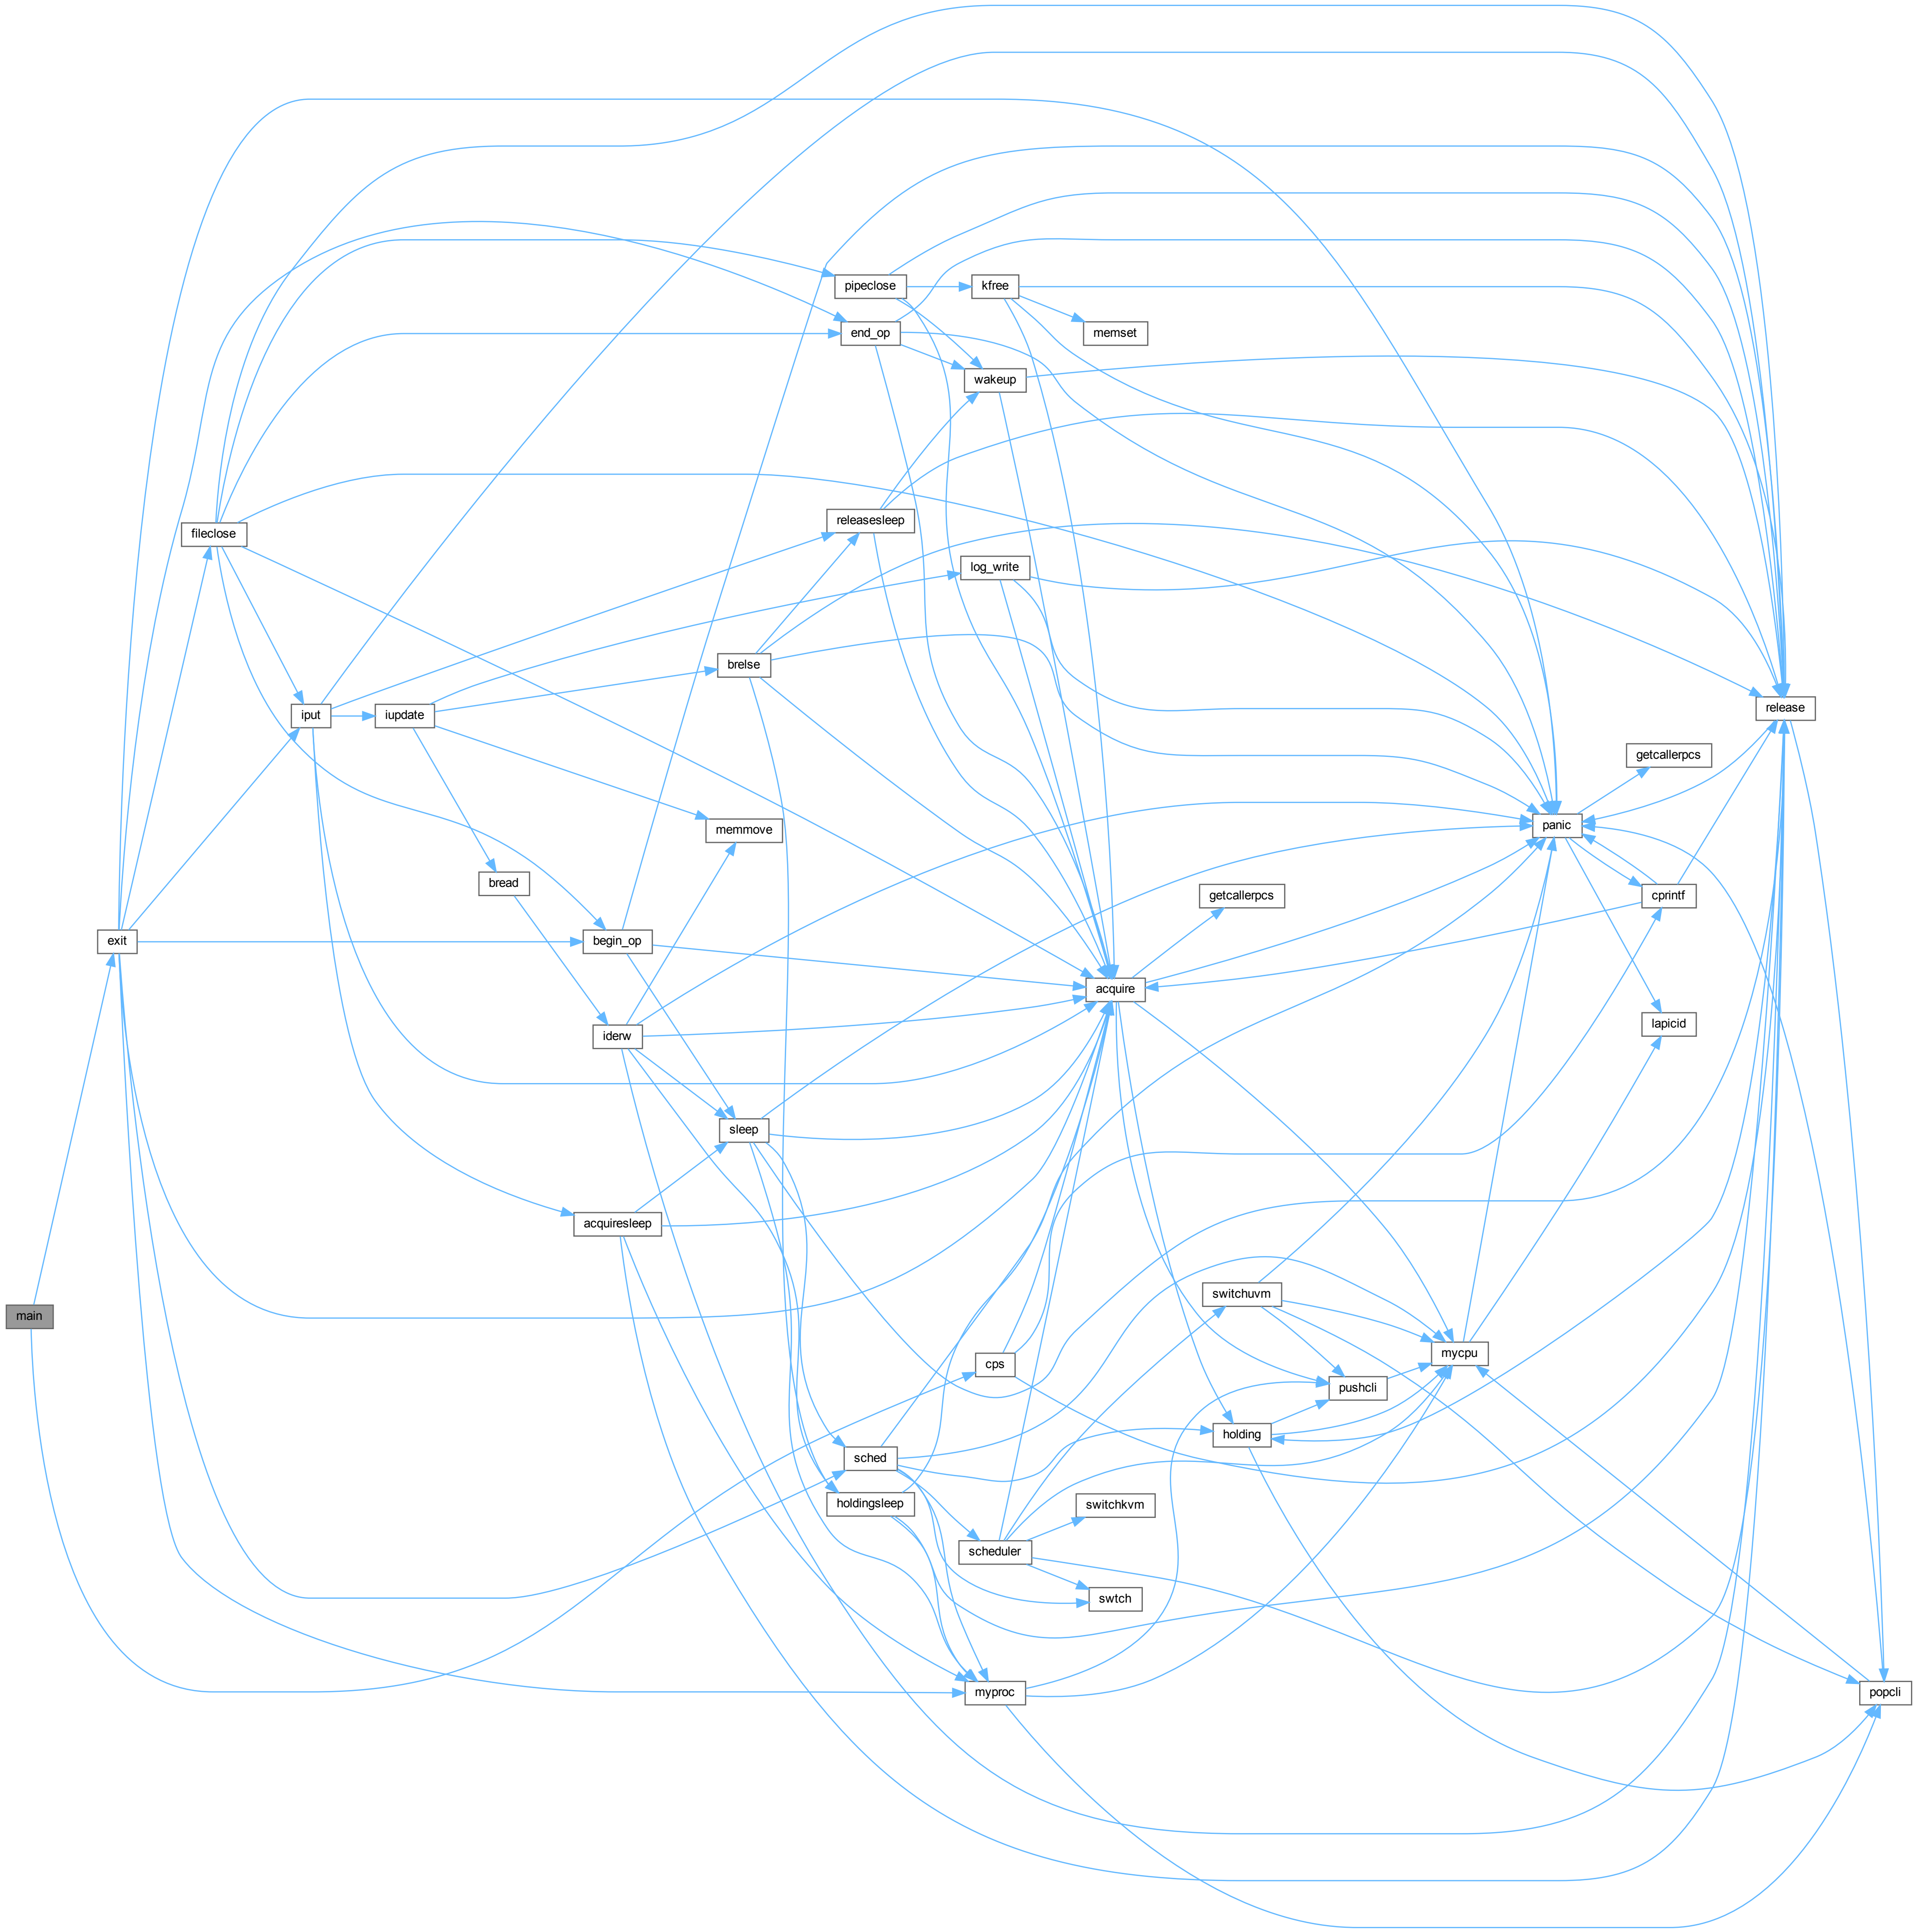 pipeclose
kfree
end_op
memset
wakeup
fileclose
releasesleep
log_write
brelse
iput
iupdate
release
getcallerpcs
memmove
panic
bread
getcallerpcs
cprintf
exit
begin_op
acquire
iderw
lapicid
sleep
acquiresleep
switchuvm
main
cps
mycpu
pushcli
holding
sched
holdingsleep
switchkvm
scheduler
swtch
myproc
popcli